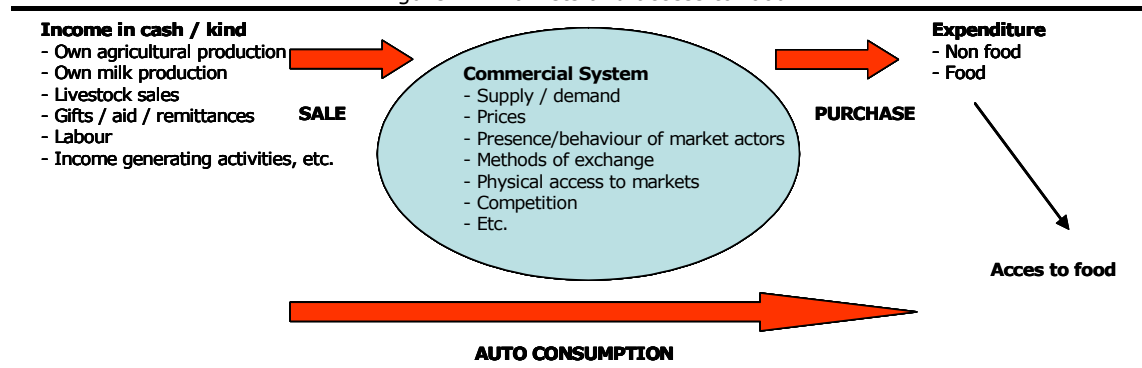 Income in cash / kind
- Own agricultural production
- Own milk production
- Livestock sales
- Gifts / aid / remittances
- Labour
- Income generating activities, etc.
SALE
Commercial System
- Supply / demand
- Prices
- Presence/behaviour of market actors
- Methods of exchange
- Physical access to markets
- Competition
- Etc.
PURCHASE
Expenditure
- Non food
- Food
Acces to food
AUTO CONSUMPTION